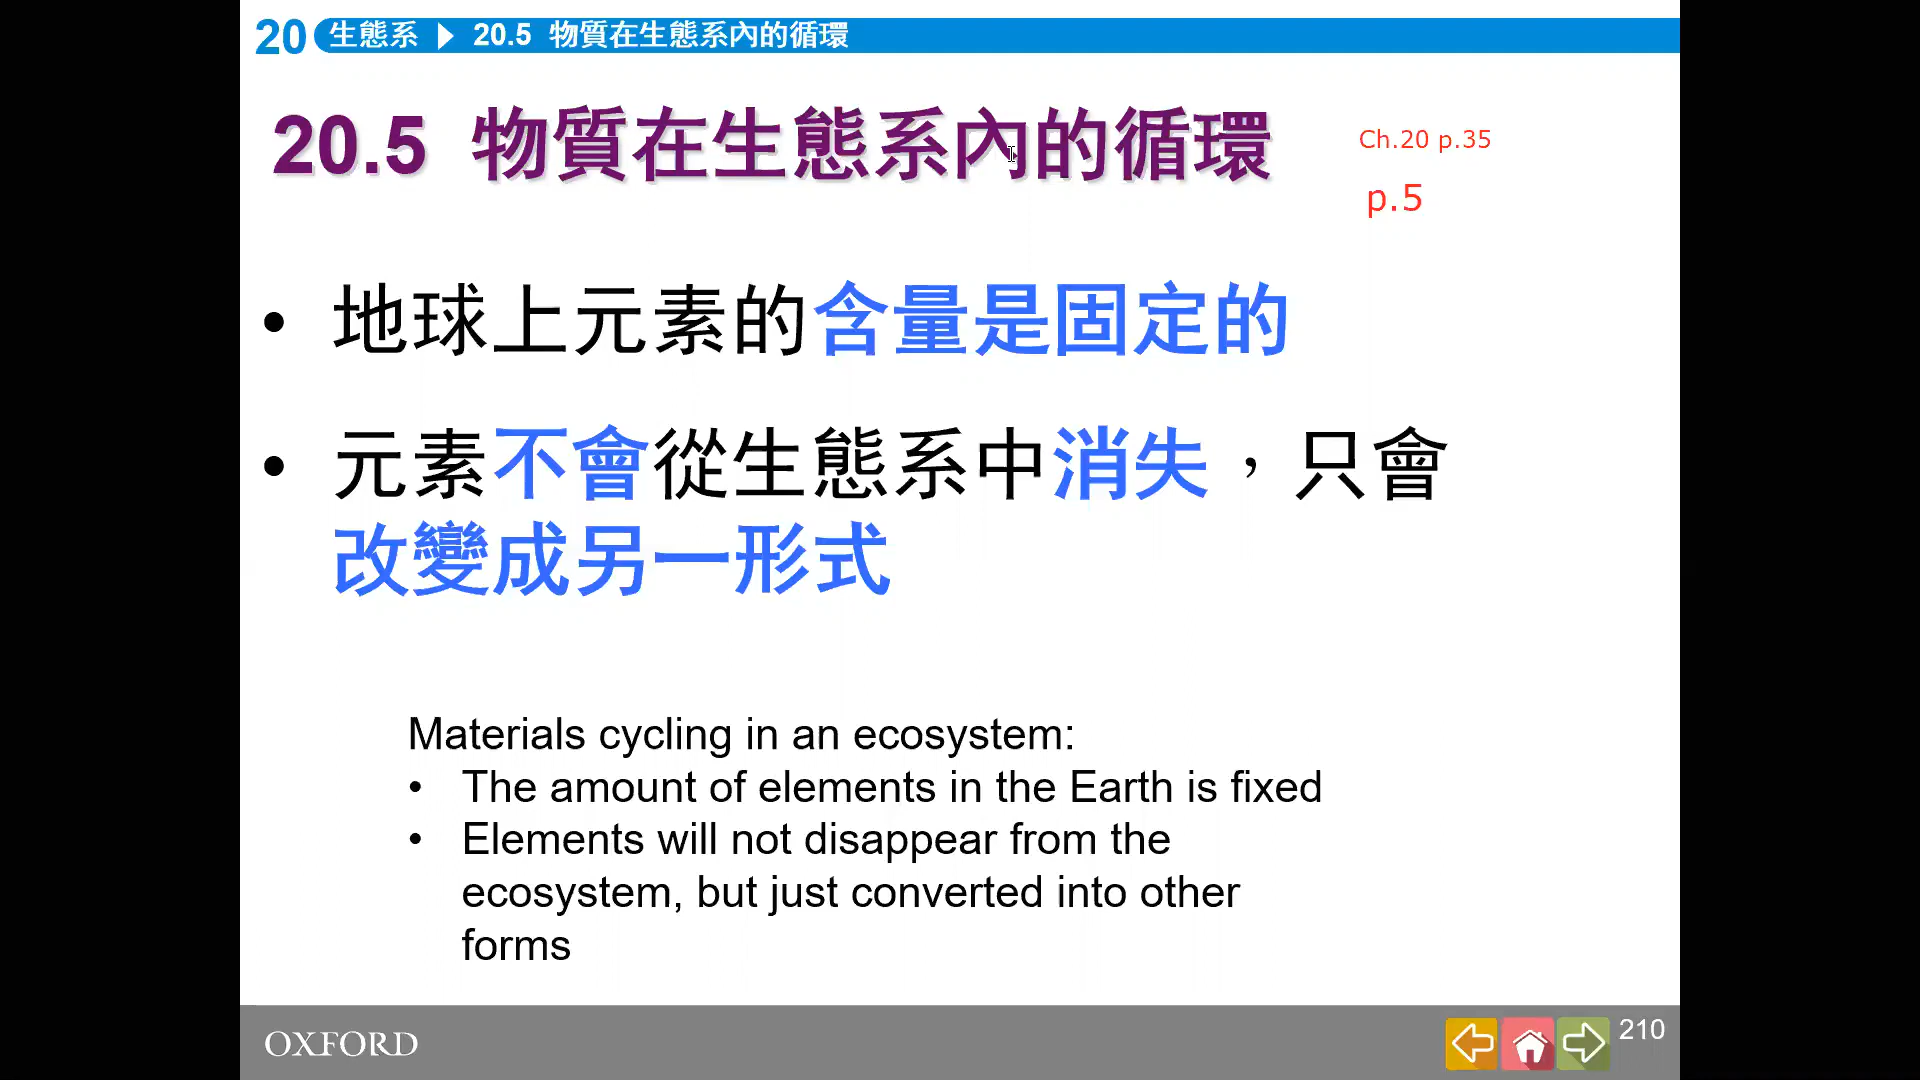 20 生態系 ▶ 20.5 物質在生態系內的循環
20.5 物質在生態系內的循環
Ch.20 p.35
p.5
• 地球上元素的含量是固定的
• 元素不會從生態系中消失，只會
改變成另一形式
Materials cycling in an ecosystem:
• The amount of elements in the Earth is fixed
• Elements will not disappear from the
ecosystem, but just converted into other
forms
OXFORD
210